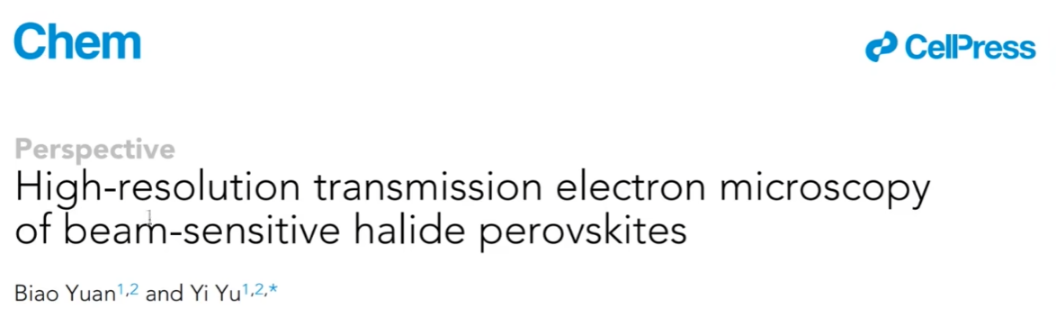 Chem
CellPress
Perspective
High-resolution transmission electron microscopy
of beam-sensitive halide perovskites
Biao Yuan1,2 and Yi Yu1,2,*